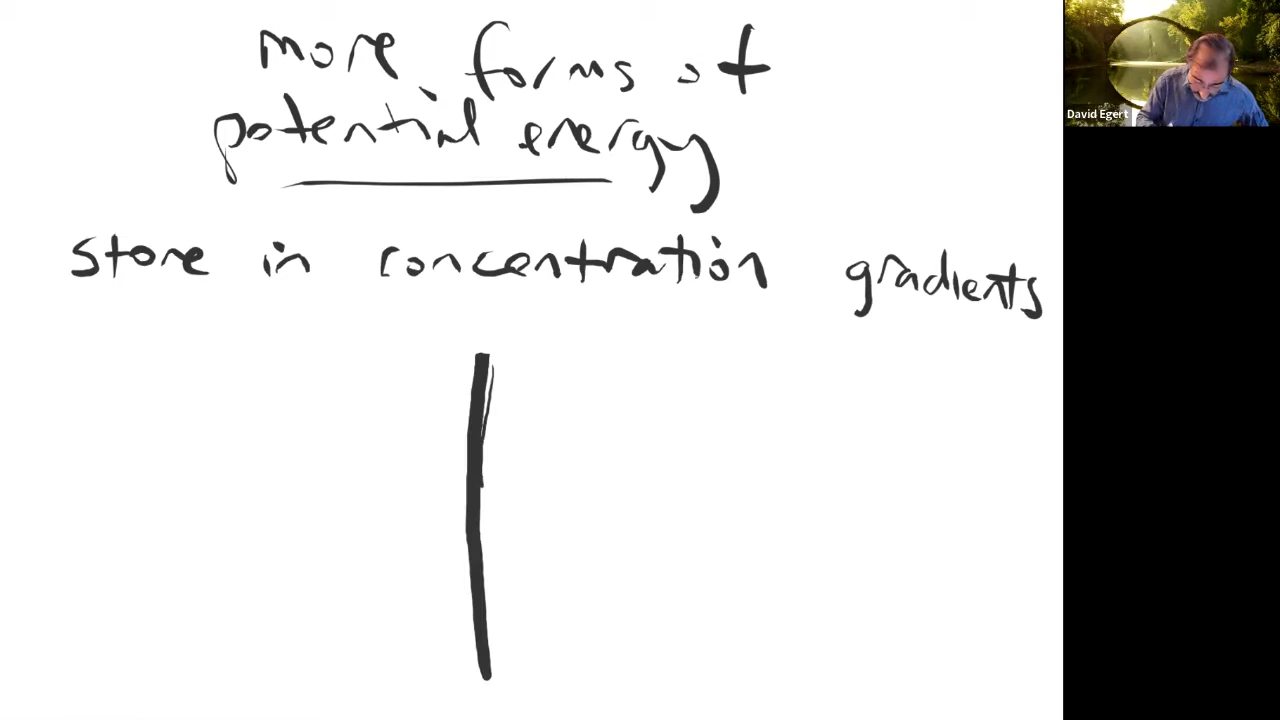 more forms of
potential energy
store in concentration gradients
David Egert